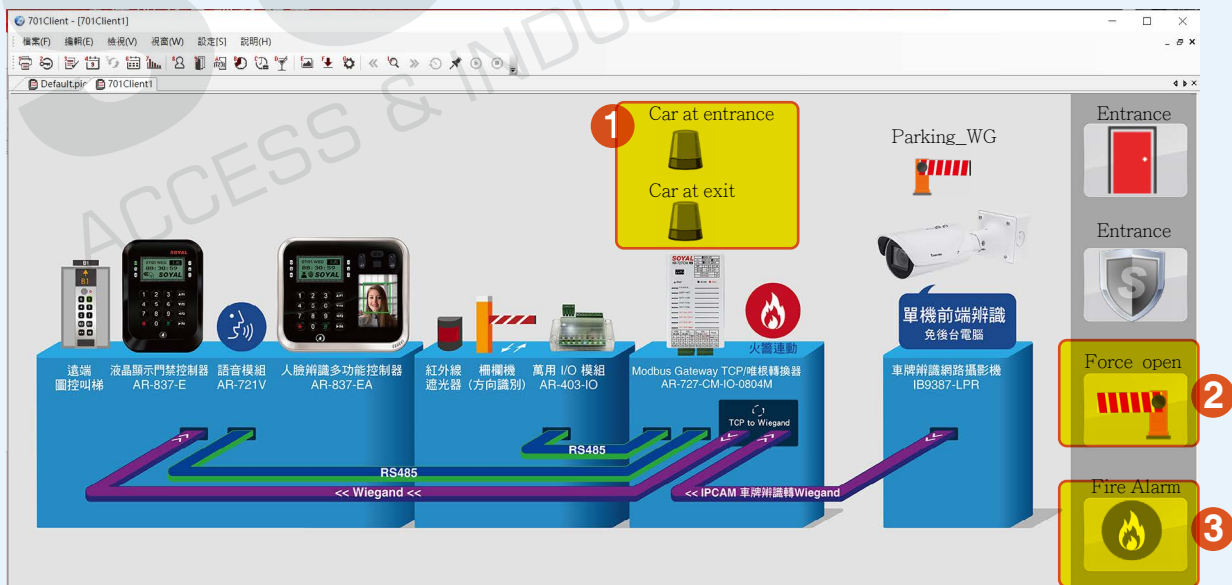 701Client - [701Client1]
檔案(F) 編輯(E) 檢視(V) 視窗(W) 設定[S] 說明(H)
Default.pic 701Client1
ACCESS & INDUS
1
Car at entrance
Car at exit
Parking_WG
Entrance
Entrance
Force open
2
Fire Alarm
3
SOYAL
SOYAL
SOYAL
B1
B1
S
單機前端辨識
免後台電腦
火警連動
遠端
圖控叫梯
液晶顯示門禁控制器
AR-837-E
語音模組
AR-721V
人臉辨識多功能控制器
AR-837-EA
紅外線
遮光器
柵欄機
(方向識別)
萬用 I/O 模組
AR-403-IO
Modbus Gateway TCP/唯根轉換器
AR-727-CM-IO-0804M
車牌辨識網路攝影機
IB9387-LPR
TCP to Wiegand
RS485
RS485
<< Wiegand <<
<< IPCAM 車牌辨識轉Wiegand